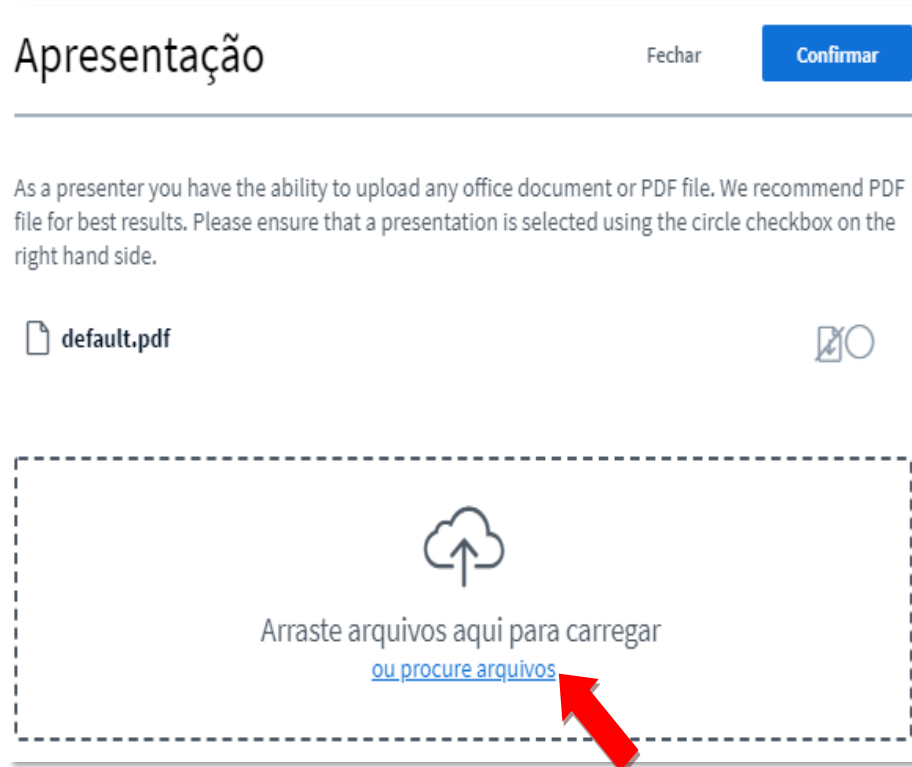 Apresentação
Fechar
Confirmar
As a presenter you have the ability to upload any office document or PDF file. We recommend PDF
file for best results. Please ensure that a presentation is selected using the circle checkbox on the
right hand side.
default.pdf
Arraste arquivos aqui para carregar
ou procure arquivos